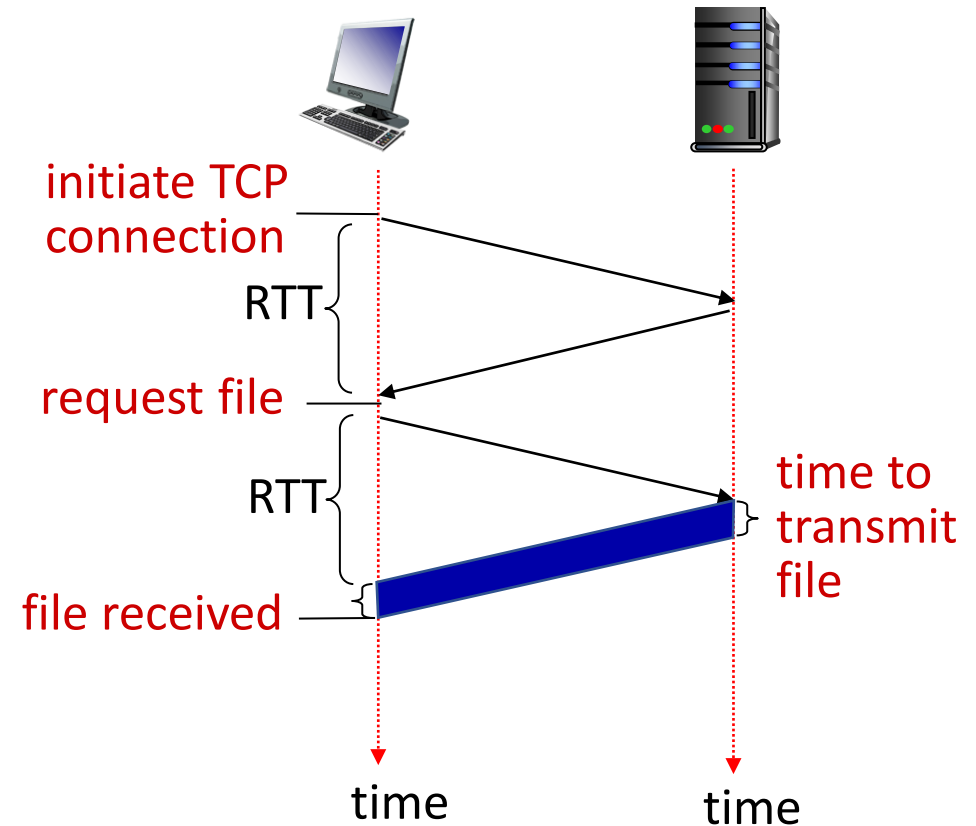 initiate TCP
connection
RTT
request file
RTT
time to
transmit
file
file received
time
time